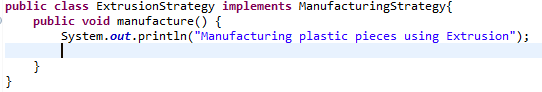 public class ExtrusionStrategy implements ManufacturingStrategy{
    public void manufacture() {
        System.out.println("Manufacturing plastic pieces using Extrusion");
    }
}